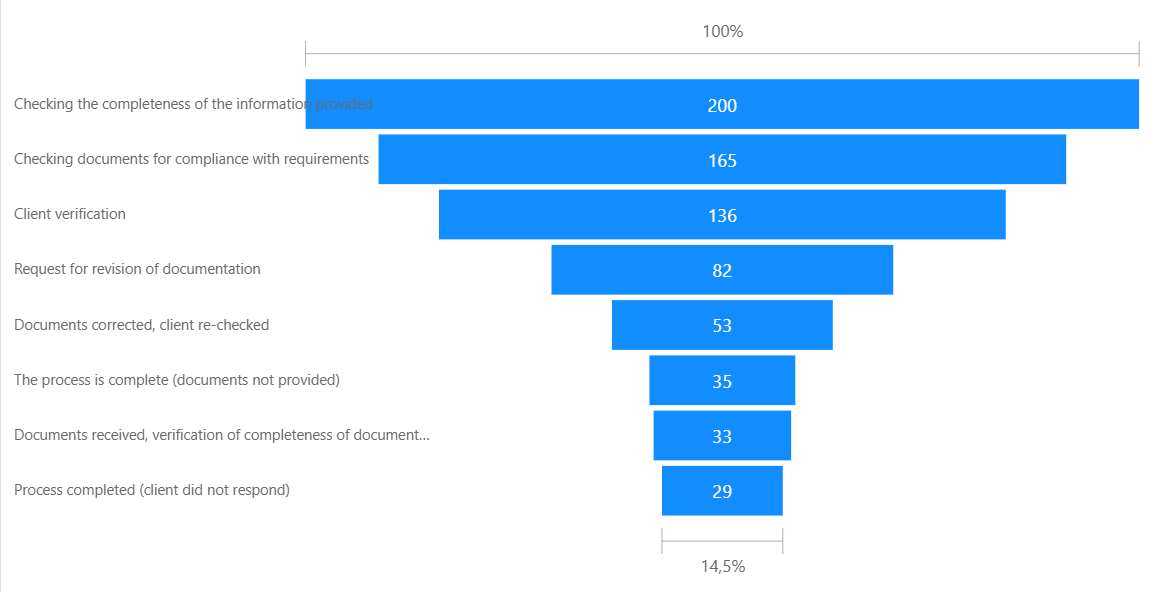 100%
Checking the completeness of the information provided 200
Checking documents for compliance with requirements 165
Client verification 136
Request for revision of documentation 82
Documents corrected, client re-checked 53
The process is complete (documents not provided) 35
Documents received, verification of completeness of document... 33
Process completed (client did not respond) 29
14,5%